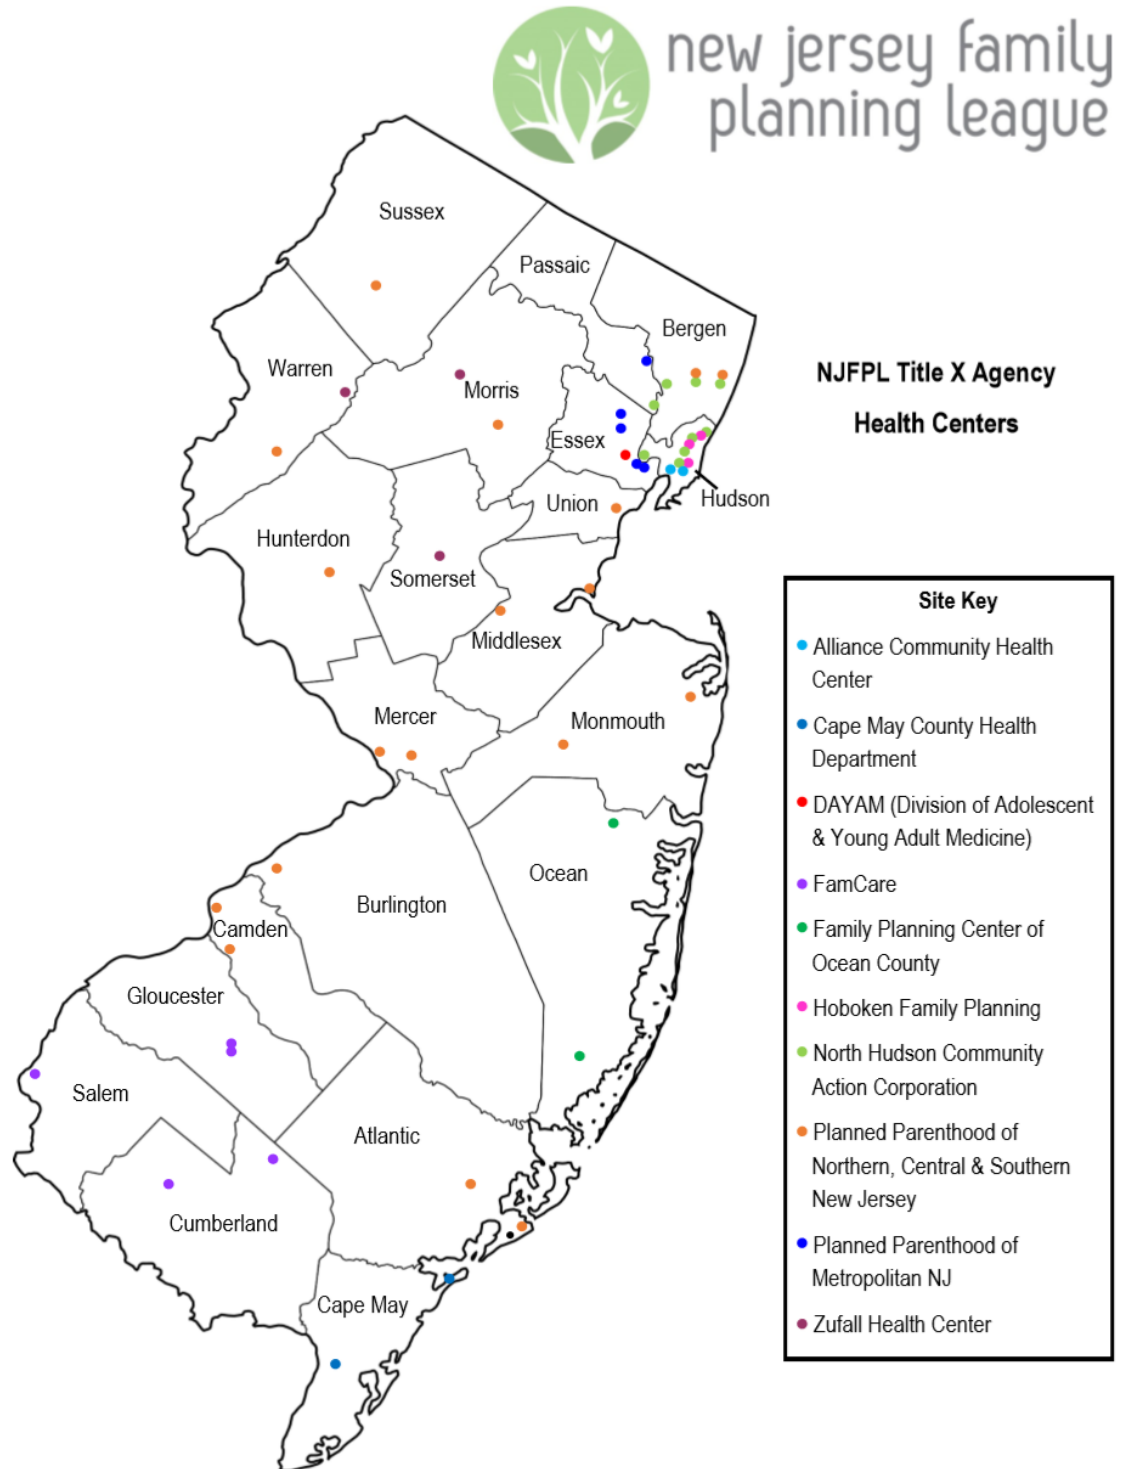 new jersey family
planning league
Sussex
Passaic
Bergen
Warren
Morris
NJFPL Title X Agency
Health Centers
Essex
Union
Hudson
Hunterdon
Somerset
Middlesex
Mercer
Monmouth
Ocean
Burlington
Camden
Gloucester
Salem
Atlantic
Cumberland
Cape May
Site Key
Alliance Community Health
Center
Cape May County Health
Department
DAYAM (Division of Adolescent
& Young Adult Medicine)
FamCare
Family Planning Center of
Ocean County
Hoboken Family Planning
North Hudson Community
Action Corporation
Planned Parenthood of
Northern, Central & Southern
New Jersey
Planned Parenthood of
Metropolitan NJ
Zufall Health Center